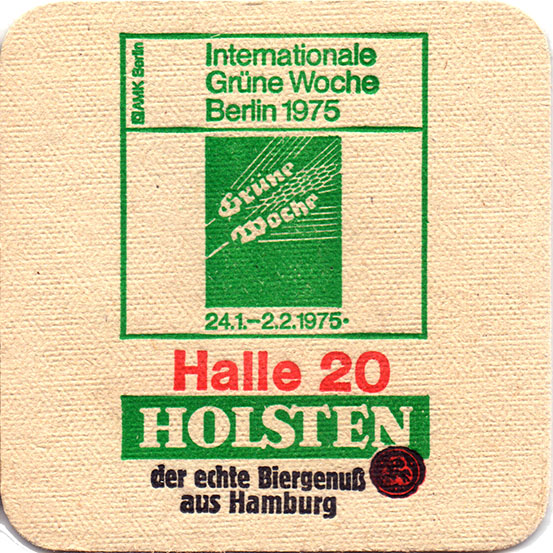 AMK Berlin
Internationale
Grüne Woche
Berlin 1975
Grüne
Woche
24.1.–2.2.1975
Halle 20
HOLSTEN
der echte Biergenuß
aus Hamburg